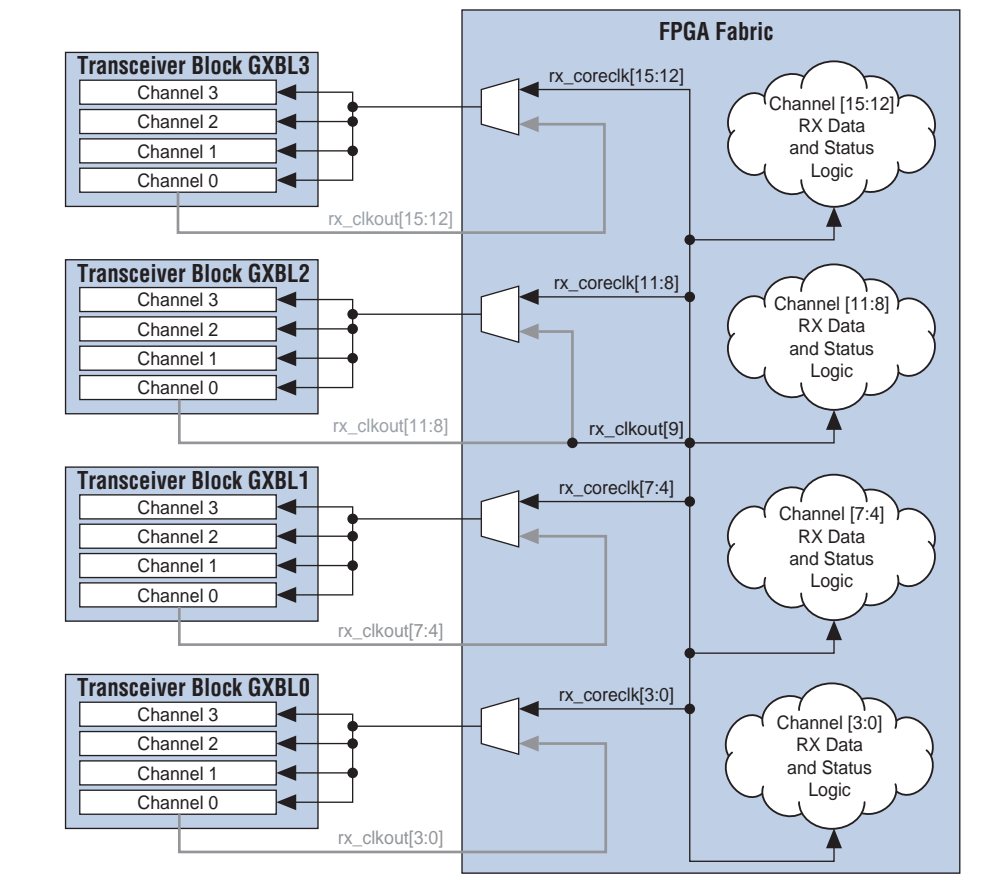 FPGA Fabric
Transceiver Block GXBL3
Channel 3
Channel 2
Channel 1
Channel 0
rx_clkout[15:12]
rx_coreclk[15:12]
Channel [15:12]
RX Data
and Status
Logic
Transceiver Block GXBL2
Channel 3
Channel 2
Channel 1
Channel 0
rx_clkout[11:8]
rx_coreclk[11:8]
rx_clkout[9]
Channel [11:8]
RX Data
and Status
Logic
Transceiver Block GXBL1
Channel 3
Channel 2
Channel 1
Channel 0
rx_clkout[7:4]
rx_coreclk[7:4]
Channel [7:4]
RX Data
and Status
Logic
Transceiver Block GXBL0
Channel 3
Channel 2
Channel 1
Channel 0
rx_clkout[3:0]
rx_coreclk[3:0]
Channel [3:0]
RX Data
and Status
Logic